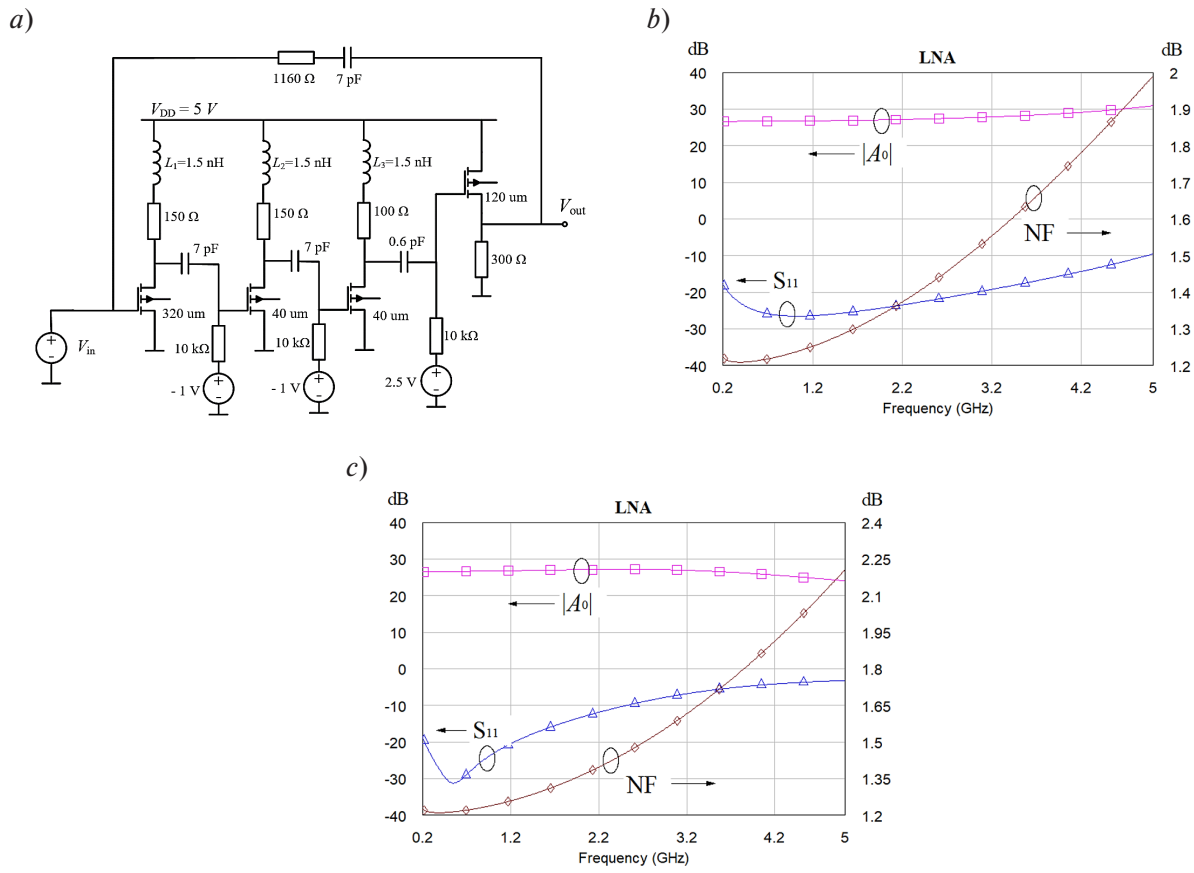 a)
1160 Ω
7 pF
VDD = 5 V
L1=1.5 nH
L2=1.5 nH
L3=1.5 nH
150 Ω
150 Ω
100 Ω
120 um
Vout
7 pF
7 pF
0.6 pF
300 Ω
320 um
40 um
40 um
Vin
10 kΩ
10 kΩ
10 kΩ
- 1 V
- 1 V
2.5 V
+
-
+
-
+
-
+
-
b)
dB
LNA
dB
40
30
20
10
0
-10
-20
-30
-40
|A0|
NF
S11
2
1.9
1.8
1.7
1.6
1.5
1.4
1.3
1.2
0.2
1.2
2.2
3.2
4.2
5
Frequency (GHz)
c)
dB
LNA
dB
40
30
20
10
0
-10
-20
-30
-40
|A0|
S11
NF
2.4
2.25
2.1
1.95
1.8
1.65
1.5
1.35
1.2
0.2
1.2
2.2
3.2
4.2
5
Frequency (GHz)